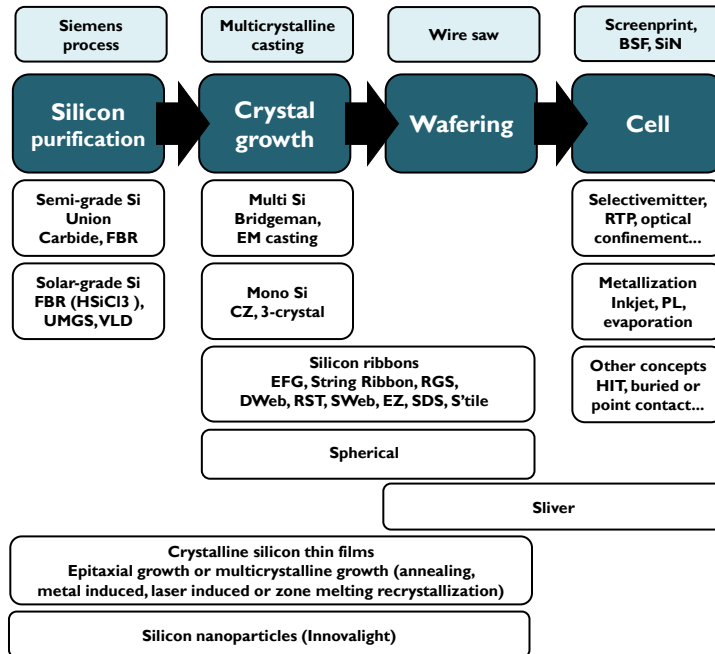 Siemens
process
Multicrystalline
casting
Wire saw
Screenprint,
BSF, SiN
Silicon
purification
Crystal
growth
Wafering
Cell
Semi-grade Si
Union
Carbide, FBR
Multi Si
Bridgeman,
EM casting
Selectivemitter,
RTP, optical
confinement...
Solar-grade Si
FBR (HSiCl3 ),
UMGS, VLD
Mono Si
CZ, 3-crystal
Metallization
Inkjet, PL,
evaporation
Silicon ribbons
EFG, String Ribbon, RGS,
DWeb, RST, SWeb, EZ, SDS, S'tile
Other concepts
HIT, buried or
point contact...
Spherical
Sliver
Crystalline silicon thin films
Epitaxial growth or multicrystalline growth (annealing,
metal induced, laser induced or zone melting recrystallization)
Silicon nanoparticles (Innovalight)